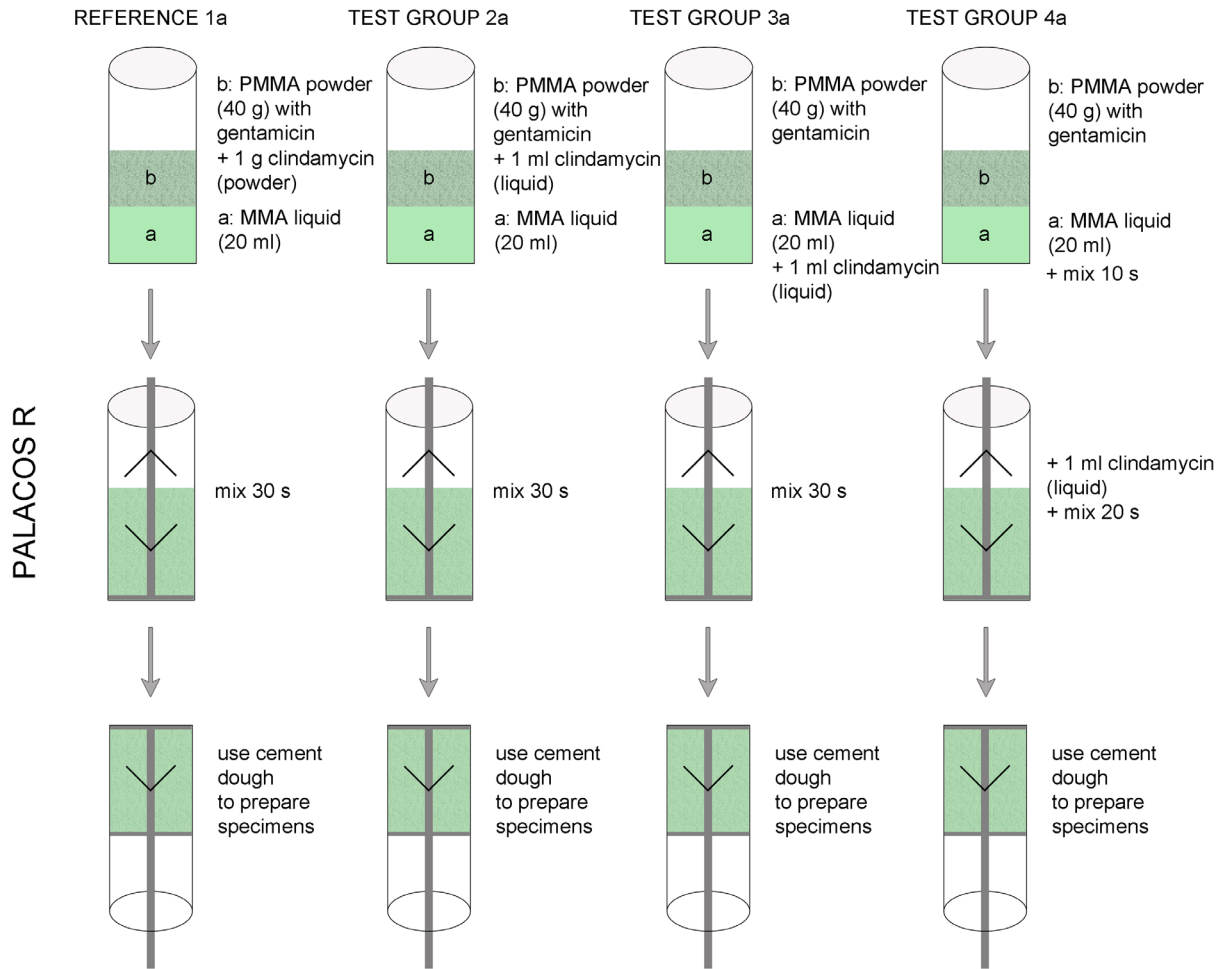 REFERENCE 1a
TEST GROUP 2a
TEST GROUP 3a
TEST GROUP 4a
b: PMMA powder
(40 g) with
gentamicin
+ 1 g clindamycin
(powder)
b
a: MMA liquid
(20 ml)
a
b: PMMA powder
(40 g) with
gentamicin
+ 1 ml clindamycin
(liquid)
b
a: MMA liquid
(20 ml)
a
b: PMMA powder
(40 g) with
gentamicin
b
a: MMA liquid
(20 ml)
+ 1 ml clindamycin
(liquid)
a
b: PMMA powder
(40 g) with
gentamicin
b
a: MMA liquid
(20 ml)
+ mix 10 s
a
PALACOS R
mix 30 s
mix 30 s
mix 30 s
+ 1 ml clindamycin
(liquid)
+ mix 20 s
use cement
dough
to prepare
specimens
use cement
dough
to prepare
specimens
use cement
dough
to prepare
specimens
use cement
dough
to prepare
specimens